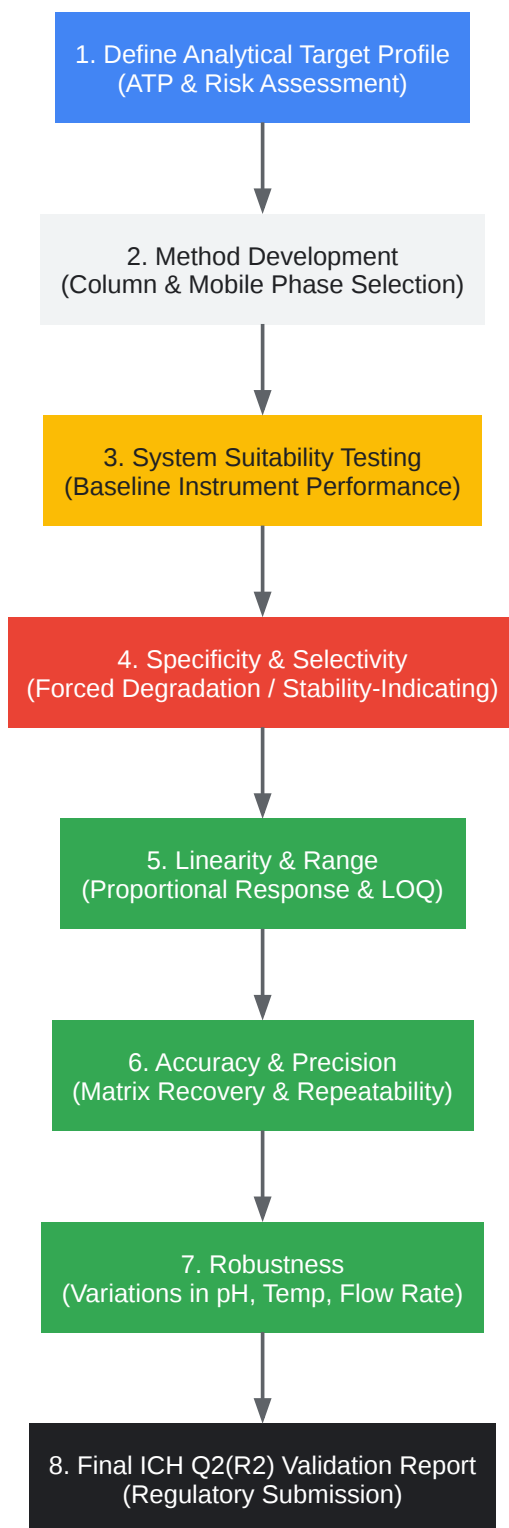 1. Define Analytical Target Profile
(ATP & Risk Assessment)
2. Method Development
(Column & Mobile Phase Selection)
3. System Suitability Testing
(Baseline Instrument Performance)
4. Specificity & Selectivity
(Forced Degradation / Stability-Indicating)
5. Linearity & Range
(Proportional Response & LOQ)
6. Accuracy & Precision
(Matrix Recovery & Repeatability)
7. Robustness
(Variations in pH, Temp, Flow Rate)
8. Final ICH Q2(R2) Validation Report
(Regulatory Submission)